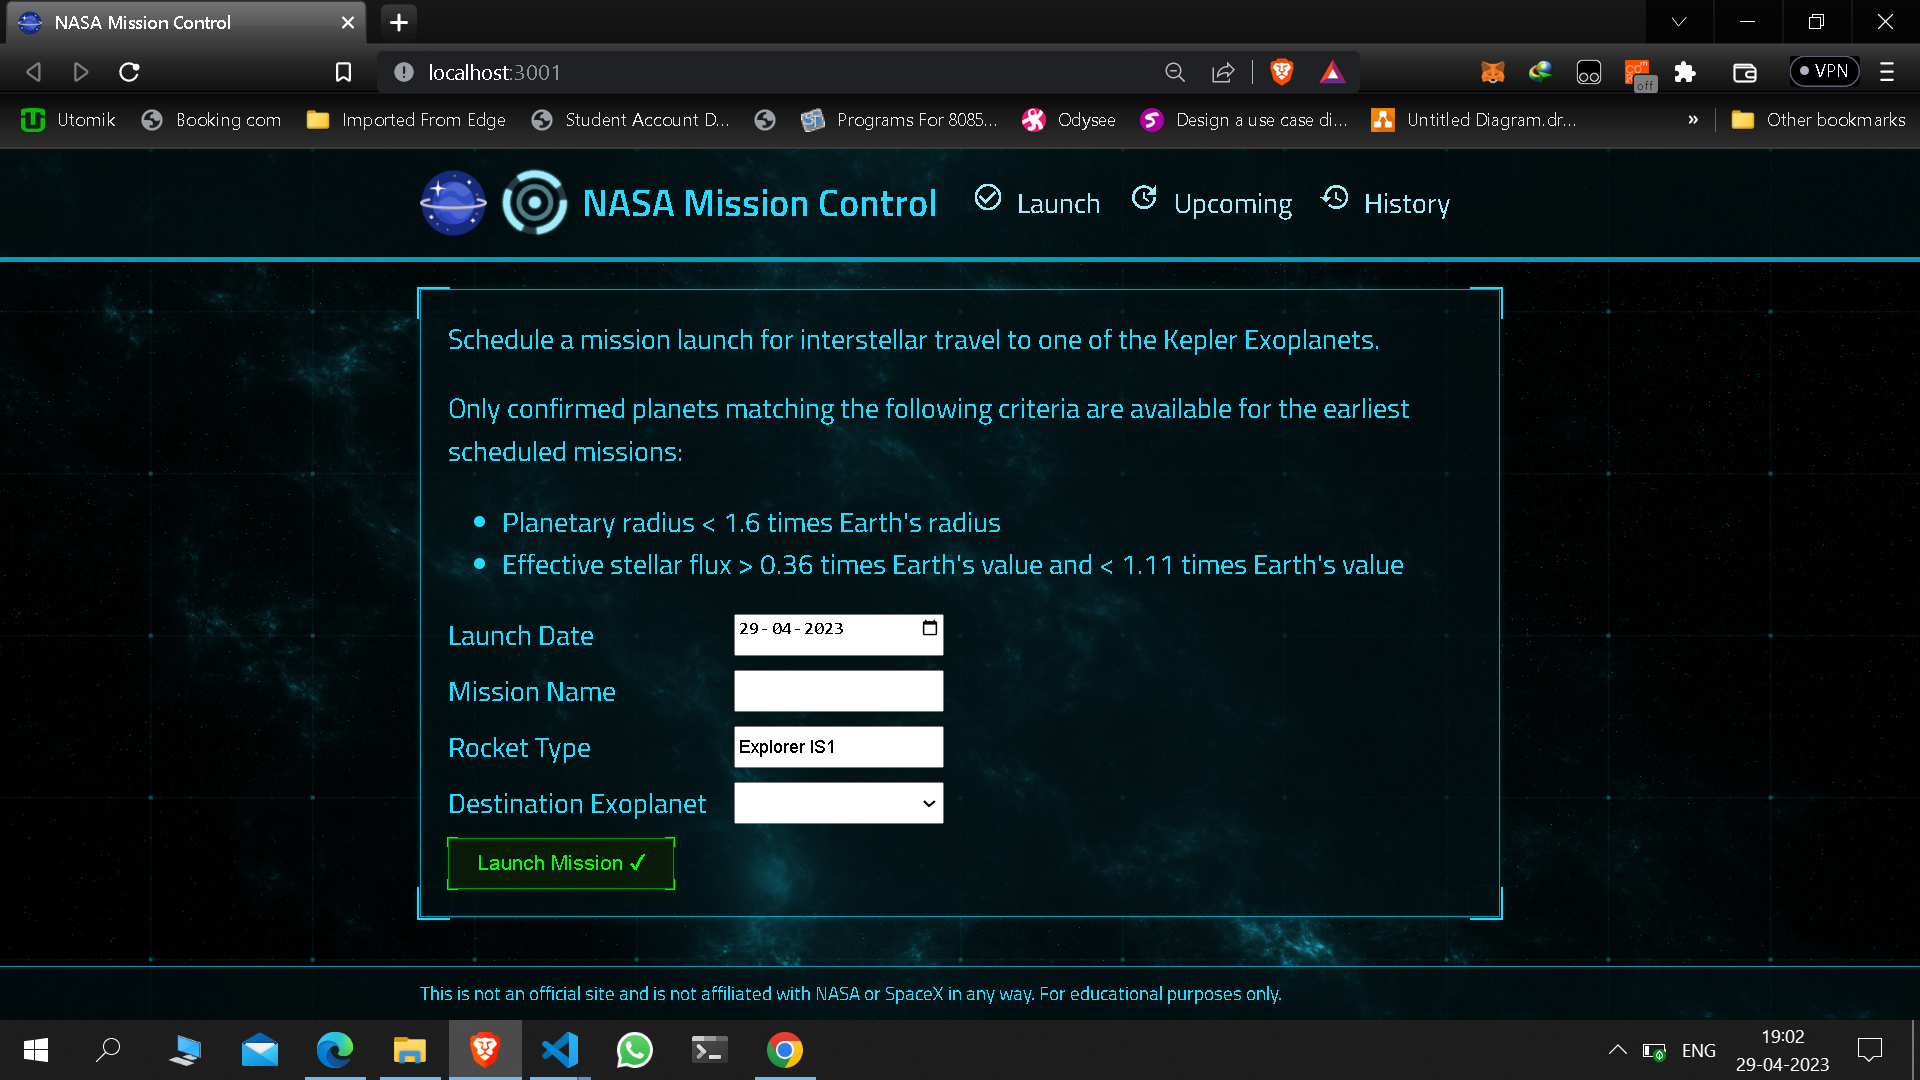 NASA Mission Control
localhost:3001
off
VPN
Utomik
Booking com
Imported From Edge
Student Account D...
Programs For 8085...
Odysee
Design a use case di...
Untitled Diagram.dr...
»
Other bookmarks
NASA Mission Control
Launch
Upcoming
History
Schedule a mission launch for interstellar travel to one of the Kepler Exoplanets.
Only confirmed planets matching the following criteria are available for the earliest
scheduled missions:
• Planetary radius < 1.6 times Earth's radius
• Effective stellar flux > 0.36 times Earth's value and < 1.11 times Earth's value
Launch Date
29-04-2023
Mission Name
Rocket Type
Explorer IS1
Destination Exoplanet
Launch Mission ✓
This is not an official site and is not affiliated with NASA or SpaceX in any way. For educational purposes only.
ENG
19:02
29-04-2023